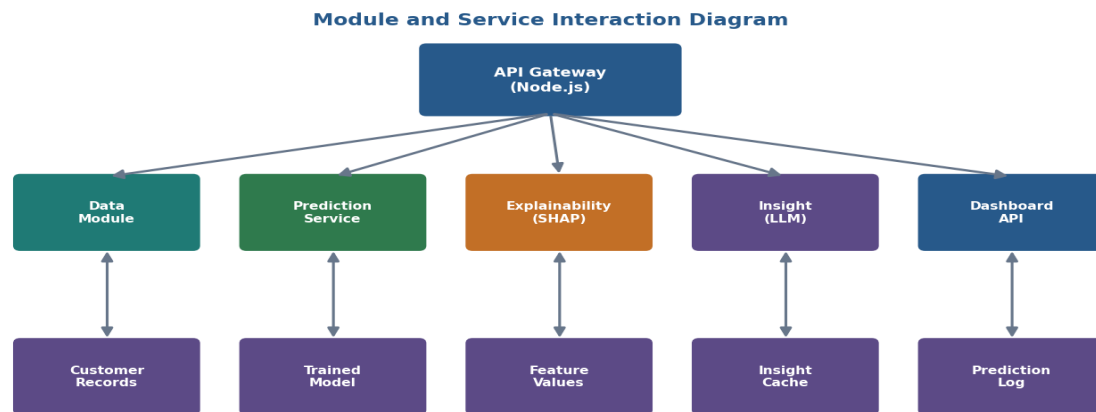 Module and Service Interaction Diagram
API Gateway
(Node.js)
Data
Module
Prediction
Service
Explainability
(SHAP)
Insight
(LLM)
Dashboard
API
Customer
Records
Trained
Model
Feature
Values
Insight
Cache
Prediction
Log